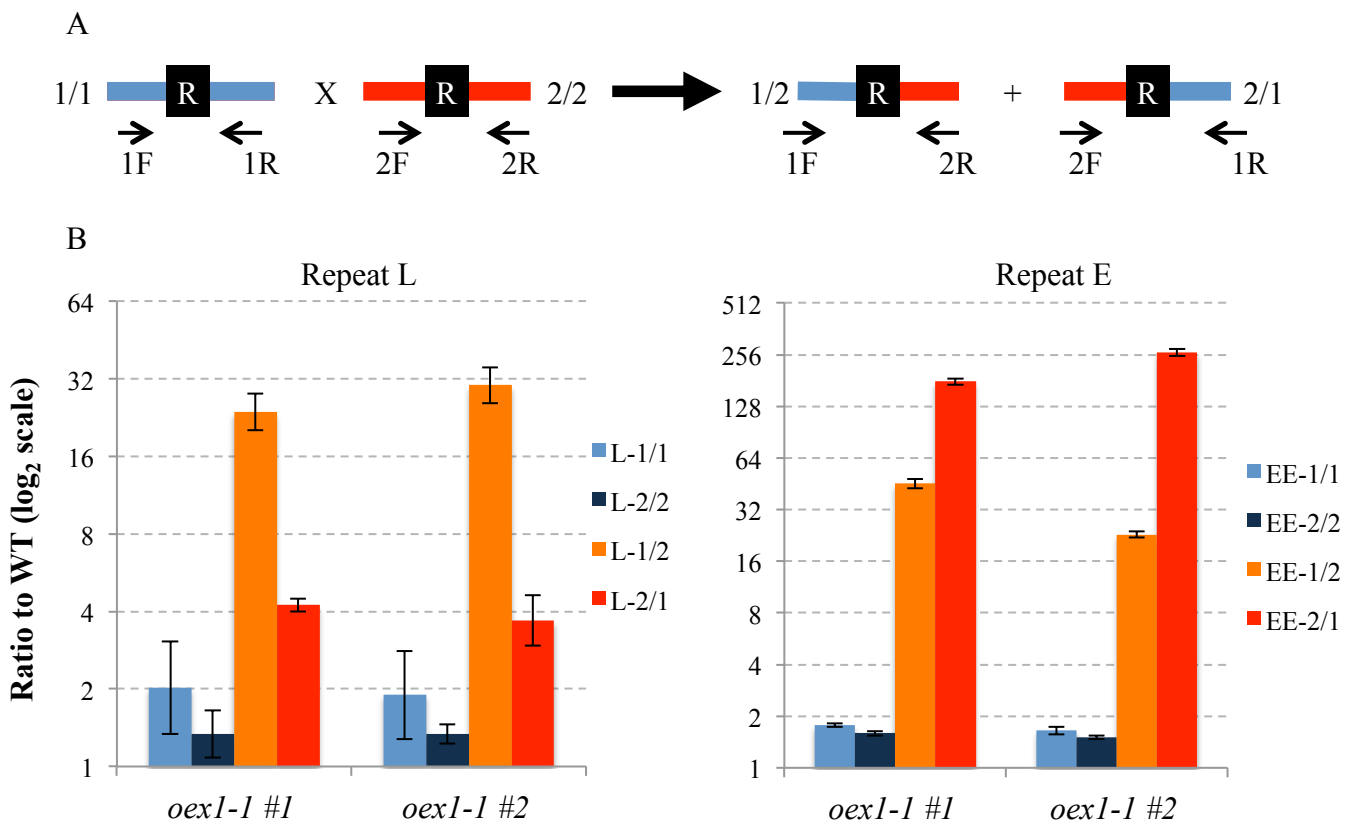 A
1/1 R X R 2/2 1/2 R + R 2/1
1F 1R 2F 2R 1F 2R 2F 1R
B
Repeat L
Ratio to WT (log₂ scale)
64
32
16
8
4
2
1
oex1-1 #1 oex1-1 #2
L-1/1
L-2/2
L-1/2
L-2/1
Repeat E
512
256
128
64
32
16
8
4
2
1
oex1-1 #1 oex1-1 #2
EE-1/1
EE-2/2
EE-1/2
EE-2/1